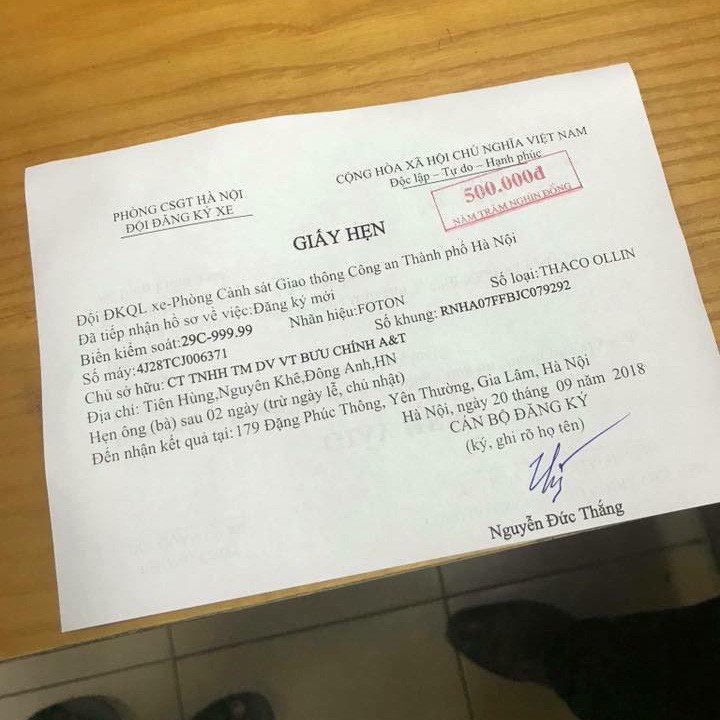 PHÒNG CSGT HÀ NỘI
ĐỘI ĐĂNG KÝ XE
CỘNG HÒA XÃ HỘI CHỦ NGHĨA VIỆT NAM
Độc lập – Tự do – Hạnh phúc
500.000đ
NĂM TRĂM NGHÌN ĐỒNG
GIẤY HẸN
Đội ĐKQL xe-Phòng Cảnh sát Giao thông Công an Thành phố Hà Nội
Đã tiếp nhận hồ sơ về việc:Đăng ký mới
Biển kiểm soát:29C-999.99 Nhãn hiệu:FOTON Số loại:THACO OLLIN
Số máy:4J28TCJ006371 Số khung: RNHA07FFBJC079292
Chủ sở hữu: CT TNHH TM DV VT BƯU CHÍNH A&T
Địa chỉ: Tiên Hùng,Nguyên Khê,Đông Anh,HN
Hẹn ông (bà) sau 02 ngày (trừ ngày lễ, chủ nhật)
Đến nhận kết quả tại:179 Đặng Phúc Thông, Yên Thường, Gia Lâm, Hà Nội
Hà Nội, ngày 20 tháng 09 năm 2018
CÁN BỘ ĐĂNG KÝ
(ký, ghi rõ họ tên)
Nguyễn Đức Thắng